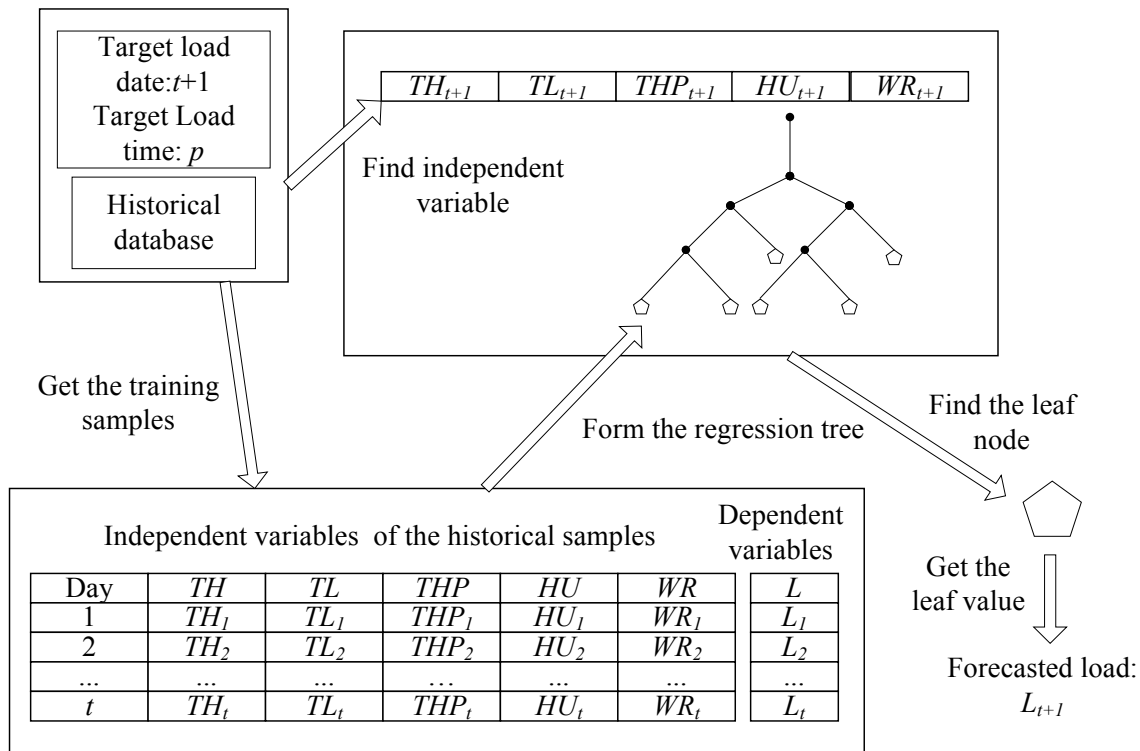 Target load
date:t+1
Target Load
time: p
Historical
database
TH_{t+1} TL_{t+1} THP_{t+1} HU_{t+1} WR_{t+1}
Find independent
variable
Get the training
samples
Form the regression tree
Find the leaf
node
Independent variables of the historical samples
Dependent
variables
Day TH TL THP HU WR L
1 TH_1 TL_1 THP_1 HU_1 WR_1 L_1
2 TH_2 TL_2 THP_2 HU_2 WR_2 L_2
... ... ... ... ... ... ...
t TH_t TL_t THP_t HU_t WR_t L_t
Get the
leaf value
Forecasted load:
L_{t+1}